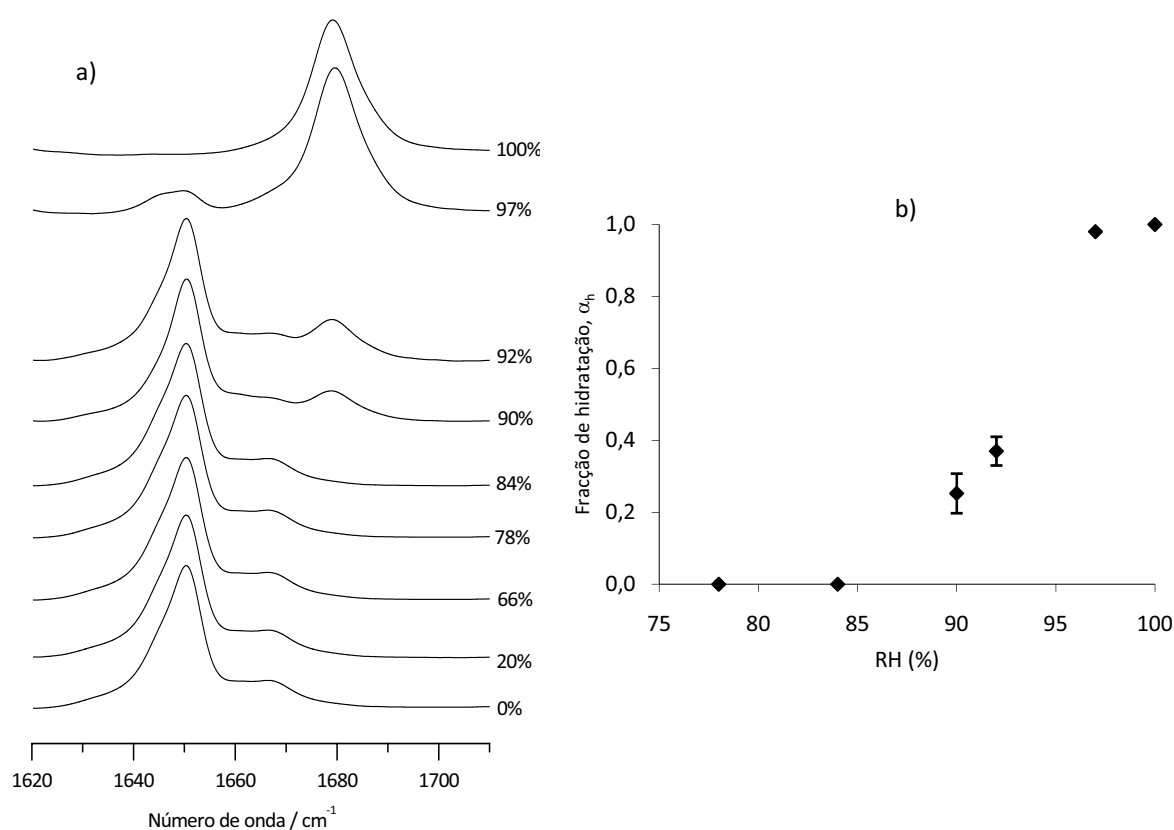 a)
100%
97%
92%
90%
84%
78%
66%
20%
0%
1620 1640 1660 1680 1700
Número de onda / cm⁻¹
b)
Fracção de hidratação, αₕ
1,0
0,8
0,6
0,4
0,2
0,0
75 80 85 90 95 100
RH (%)